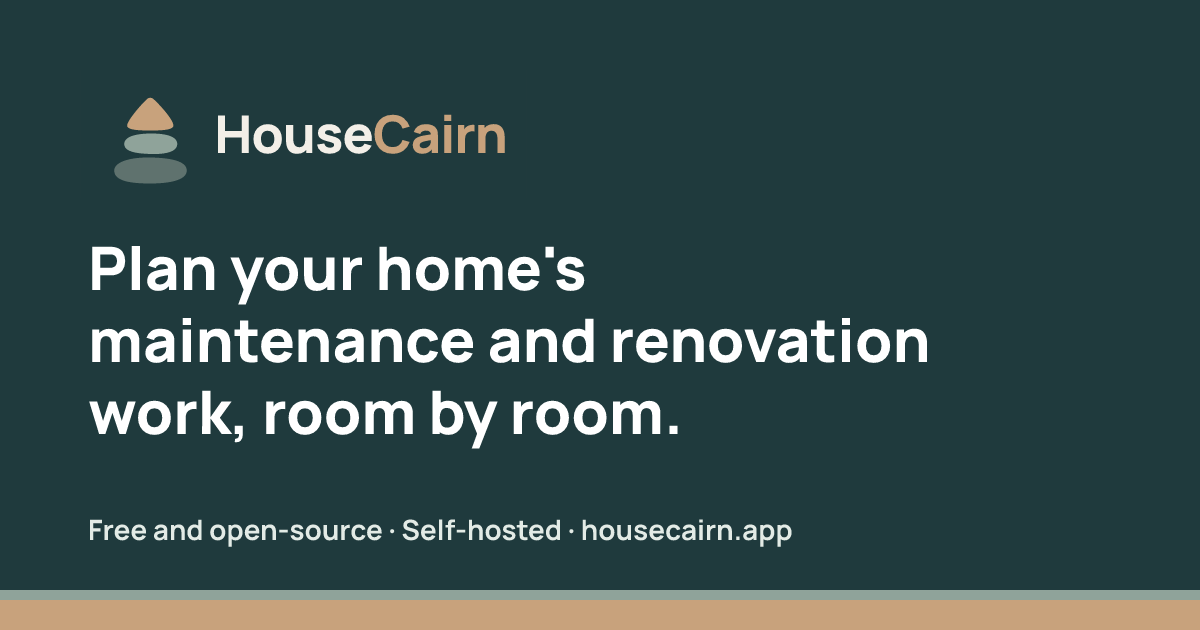 HouseCairn
Plan your home's
maintenance and renovation
work, room by room.
Free and open-source · Self-hosted · housecairn.app